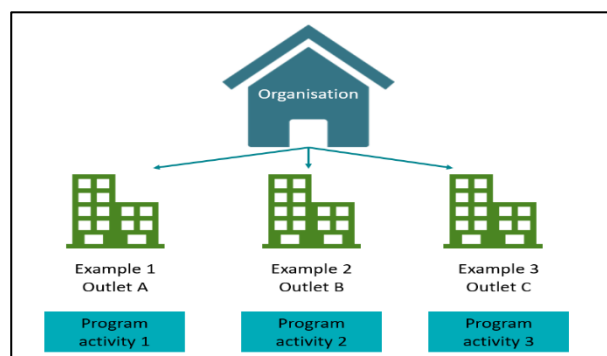 Organisation
Example 1
Outlet A
Example 2
Outlet B
Example 3
Outlet C
Program
activity 1
Program
activity 2
Program
activity 3